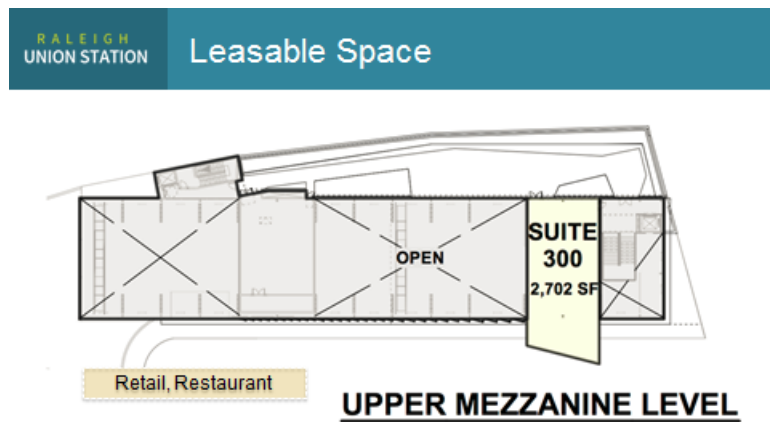 RALEIGH
UNION STATION
Leasable Space
OPEN
SUITE
300
2,702 SF
Retail, Restaurant
UPPER MEZZANINE LEVEL